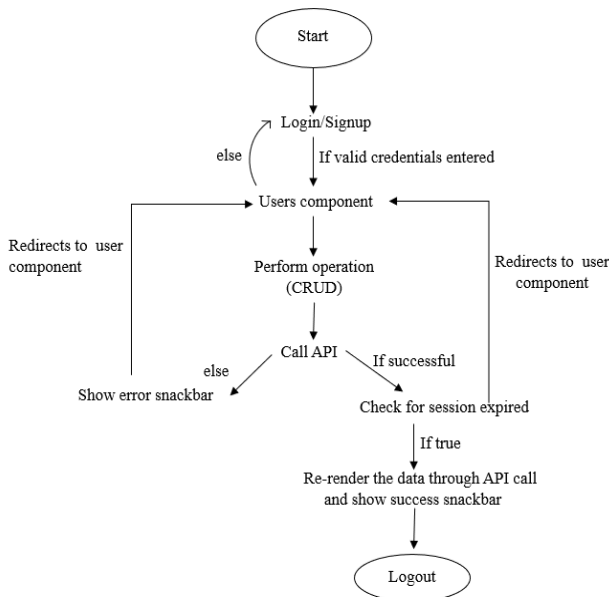 Start
Login/Signup
else
If valid credentials entered
Users component
Redirects to user
component
Redirects to user
component
Perform operation
(CRUD)
Call API
else
If successful
Show error snackbar
Check for session expired
If true
Re-render the data through API call
and show success snackbar
Logout